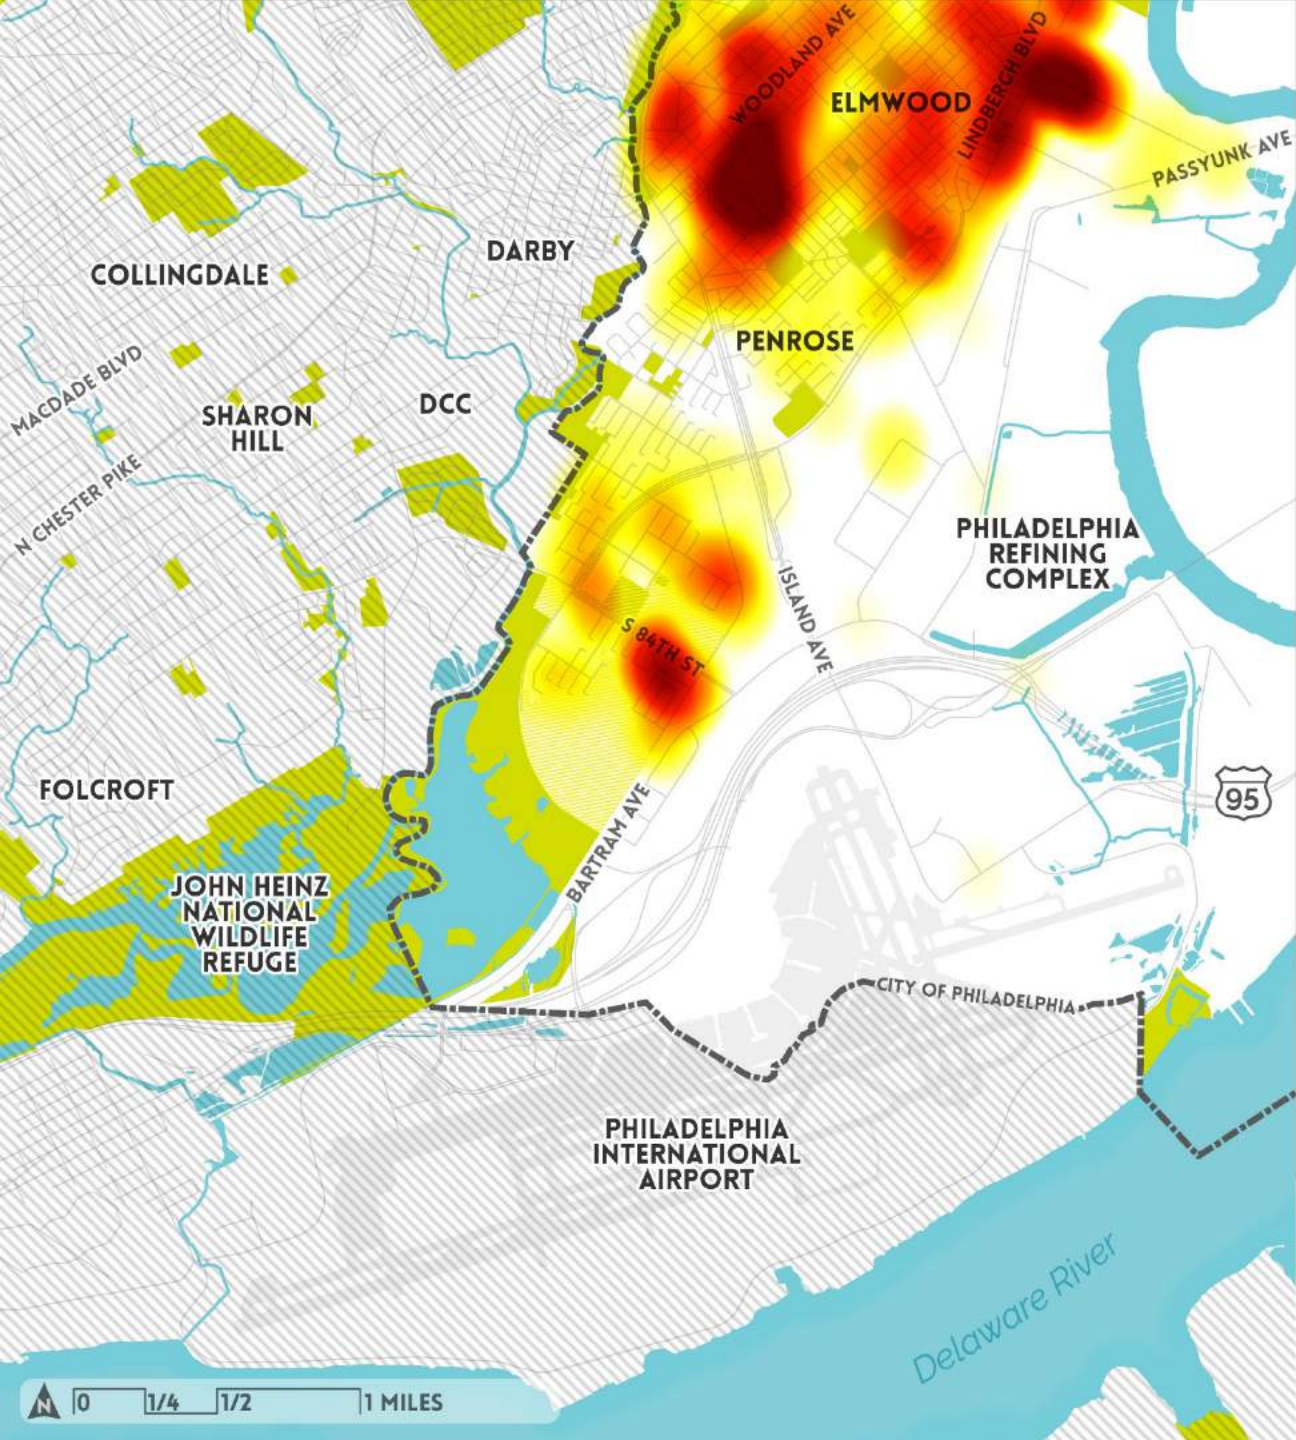 WOODLAND AVE
ELMWOOD
LINDBERGH BLVD
PASSYUNK AVE
DARBY
COLLINGDALE
PENROSE
MACDADE BLVD
DCC
SHARON
HILL
N CHESTER PIKE
PHILADELPHIA
REFINING
COMPLEX
ISLAND AVE
S 84TH ST
FOLCROFT
95
BARTRAM AVE
JOHN HEINZ
NATIONAL
WILDLIFE
REFUGE
CITY OF PHILADELPHIA
PHILADELPHIA
INTERNATIONAL
AIRPORT
Delaware River
N 0 1/4 1/2 1 MILES